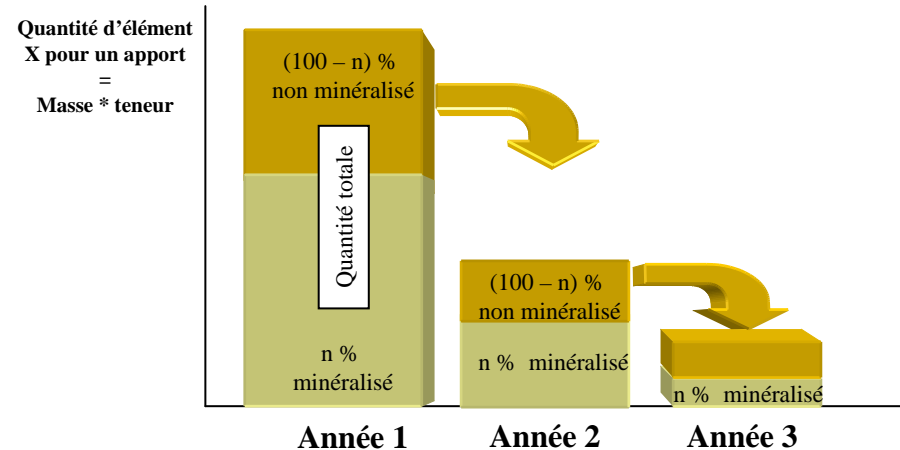 Quantité d’élément
X pour un apport
=
Masse * teneur
(100 – n) %
non minéralisé
Quantité totale
n %
minéralisé
(100 – n) %
non minéralisé
n % minéralisé
n % minéralisé
Année 1
Année 2
Année 3